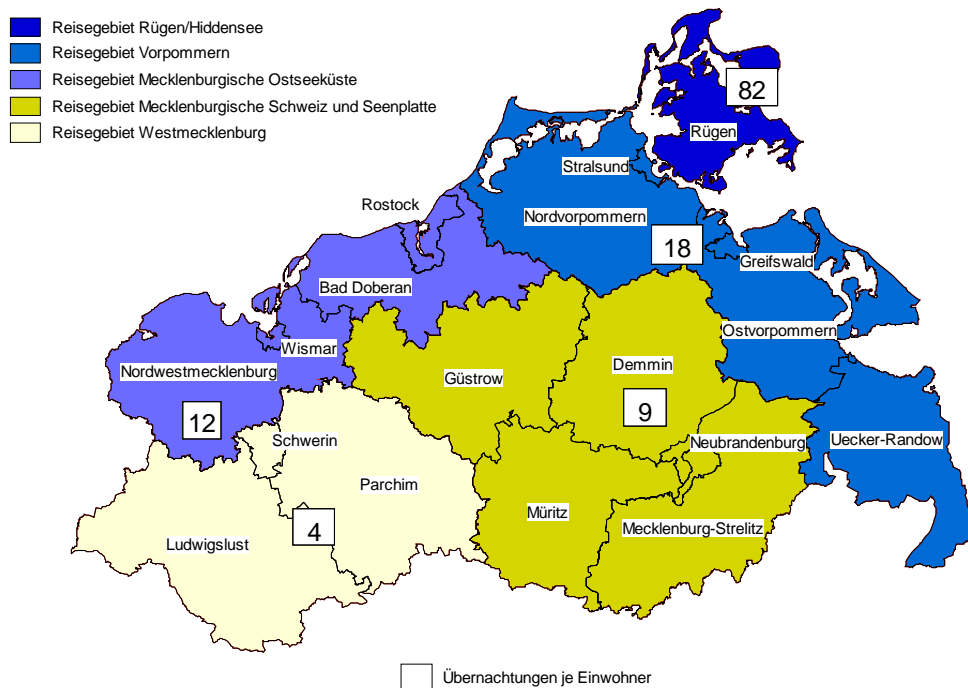 Reisegebiet Rügen/Hiddensee
Reisegebiet Vorpommern
Reisegebiet Mecklenburgische Ostseeküste
Reisegebiet Mecklenburgische Schweiz und Seenplatte
Reisegebiet Westmecklenburg
82
Rügen
Stralsund
Rostock
Nordvorpommern
18
Greifswald
Bad Doberan
Ostvorpommern
Wismar
Nordwestmecklenburg
Güstrow
Demmin
12
9
Schwerin
Neubrandenburg
Uecker-Randow
Parchim
Müritz
4
Mecklenburg-Strelitz
Ludwigslust
Übernachtungen je Einwohner